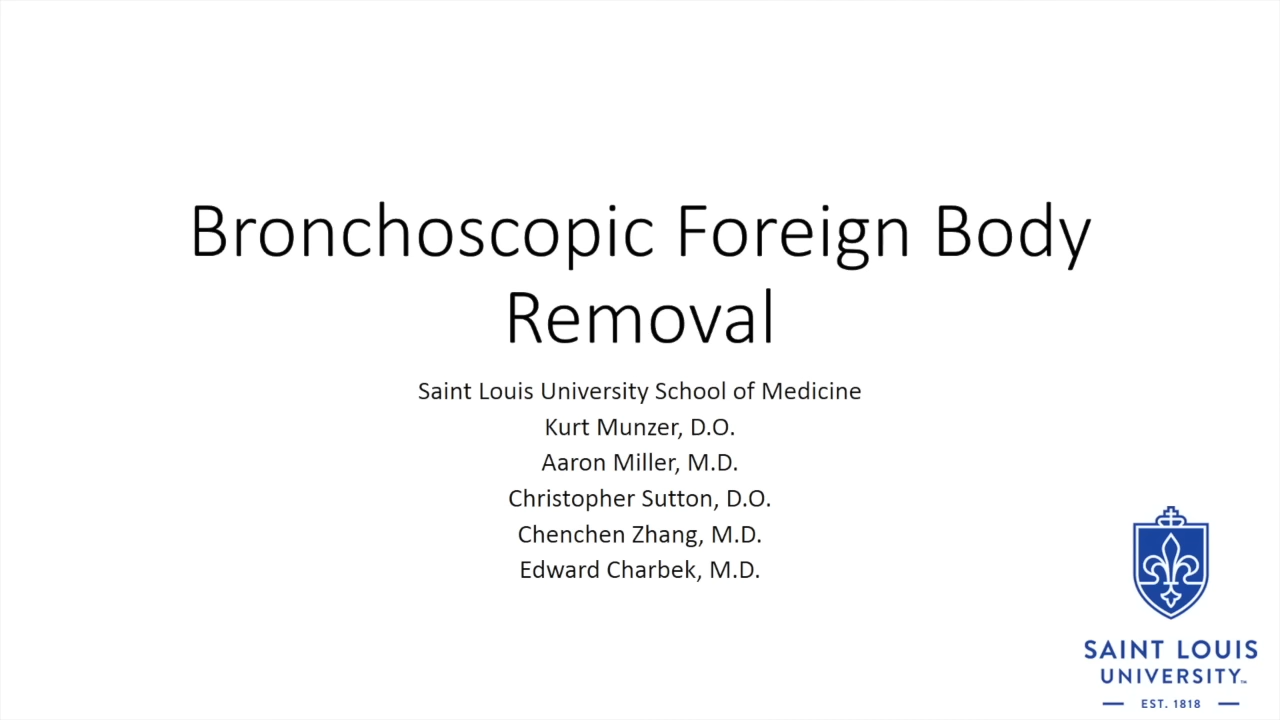 Bronchoscopic Foreign Body
Removal
Saint Louis University School of Medicine
Kurt Munzer, D.O.
Aaron Miller, M.D.
Christopher Sutton, D.O.
Chenchen Zhang, M.D.
Edward Charbek, M.D.
SAINT LOUIS
UNIVERSITY™
EST. 1818